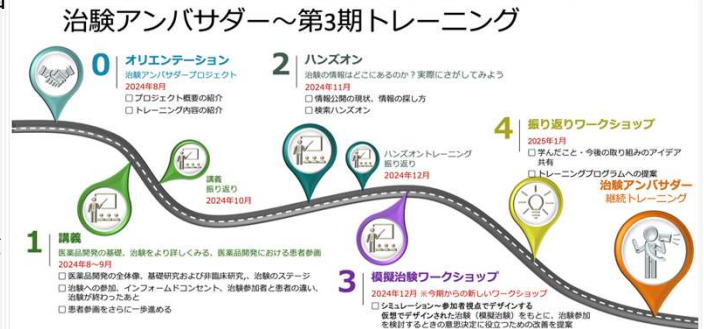 治験アンバサダー～第3期トレーニング
0
オリエンテーション
治験アンバサダープロジェクト
2024年8月
□ プロジェクト概要の紹介
□ トレーニング内容の紹介
2
ハンズオン
治験の情報はどこにあるのか？実際にさがしてみよう
2024年11月
□ 情報公開の現状、情報の探し方
□ 検索ハンズオン
講義
振り返り
2024年10月
ハンズオントレーニング
振り返り
2024年12月
4
振り返りワークショップ
2025年1月
□ 学んだこと・今後の取り組みのアイデア
共有
□ トレーニングプログラムへの提案
治験アンバサダー
継続トレーニング
1
講義
医薬品開発の基礎、治験をより詳しくみる、医薬品開発における患者参画
2024年8～9月
□ 医薬品開発の全体像、基礎研究および非臨床研究,、治験のステージ
□ 治験への参加、インフォームドコンセント、治験参加者と患者の違い、
治験が終わったあと
□ 患者参画をさらに一歩進める
3
模擬治験ワークショップ
2024年12月 ※今期からの新しいワークショップ
□ シミュレーション～参加者視点でデザインする
仮想でデザインされた治験（模擬治験）をもとに、治験参加
を検討するときの意思決定に役立つための改善を提案